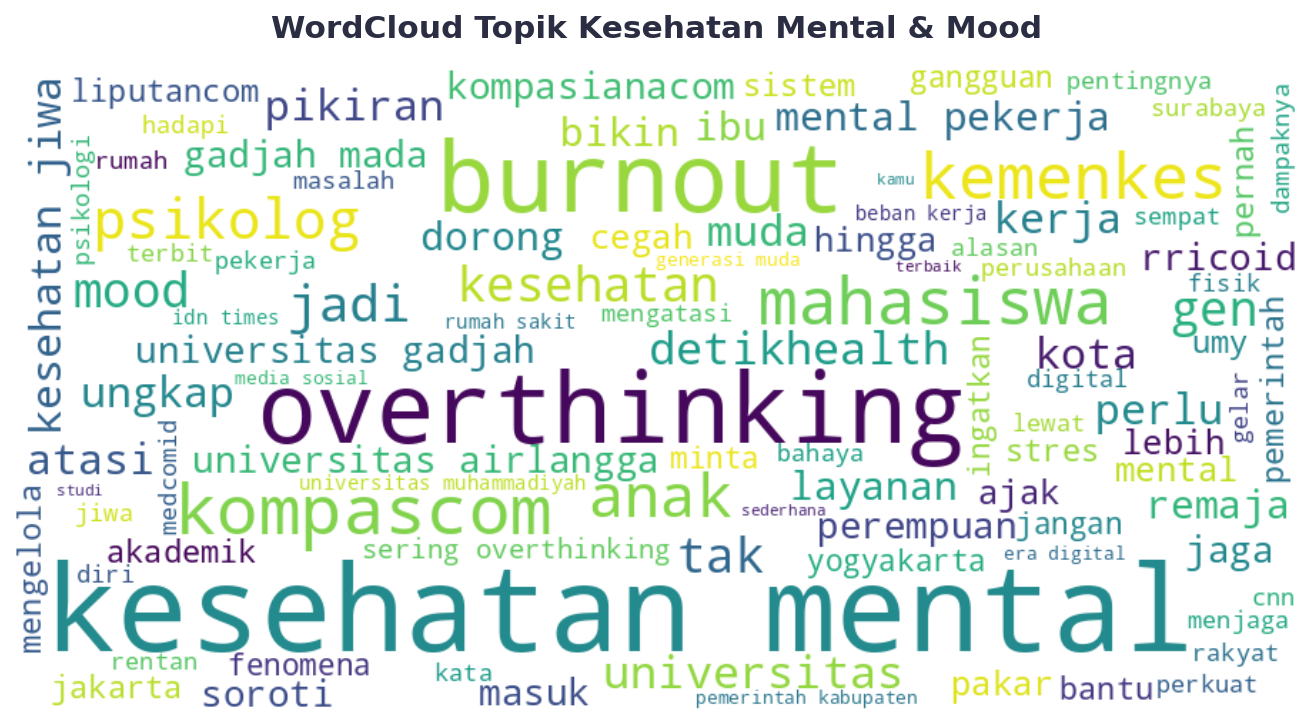 WordCloud Topik Kesehatan Mental & Mood
kesehatan jiwa
liputancom
pikiran
kompasianacom
sistem
gangguan
pentingnya
hadapi
bikin
ibu
mental pekerja
surabaya
dampaknya
psikologi
rumah
gadjah mada
burnout
pernah
masalah
kamu
kemenkes
psikolog
beban kerja
kerja
sempat
dorong
cegah
muda
hingga
alasan
rricoid
terbit
pekerja
generasi muda
terbaik
perusahaan
mood
jadi
kesehatan
mahasiswa
fisik
gen
idn times
rumah sakit
mengatasi
umy
pemerintah
universitas gadjah
detikhealth
ingatkan
kota
ungkap
media sosial
overthinking
digital
gelar
perlu
lewat
lebih
stres
atasi
medcomid
universitas airlangga
minta
bahaya
mental
mengelola
studi
universitas muhammadiyah
anak
layanan
ajak
remaja
jiwa
kompascom
sederhana
perempuan
jangan
akademik
sering overthinking
tak
yogyakarta
era digital
jaga
diri
kesehatan mental
cnn
menjaga
rentan
fenomena
kata
universitas
rakyat
jakarta
soroti
masuk
pemerintah kabupaten
pakar
bantu
perkuat